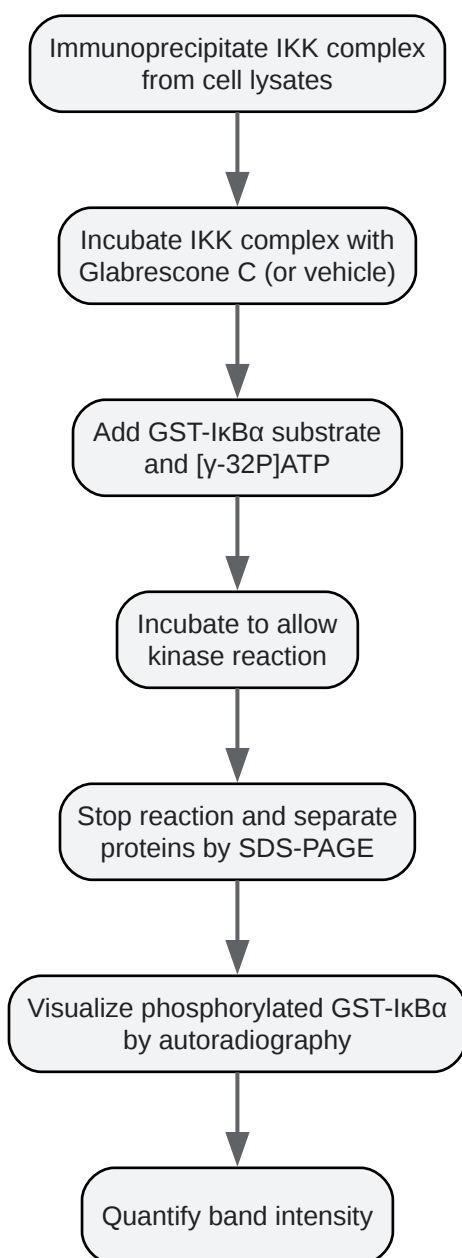 Immunoprecipitate IKK complex
from cell lysates
Incubate IKK complex with
Glabrescone C (or vehicle)
Add GST-IκBα substrate
and [γ-32P]ATP
Incubate to allow
kinase reaction
Stop reaction and separate
proteins by SDS-PAGE
Visualize phosphorylated GST-IκBα
by autoradiography
Quantify band intensity